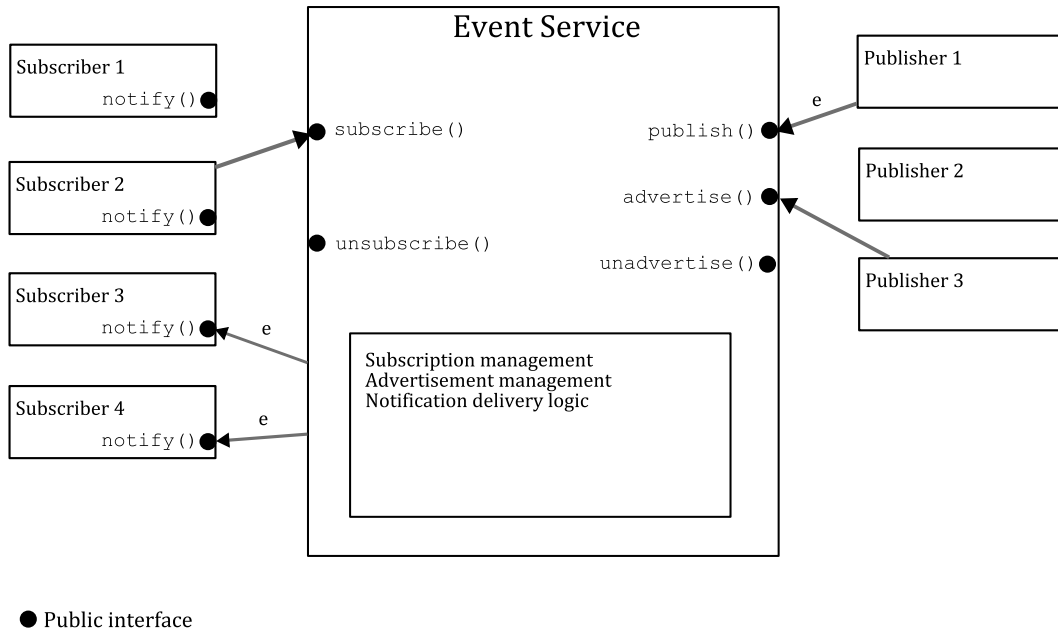 Event Service
Subscriber 1
notify()
Subscriber 2
notify()
Subscriber 3
notify()
Subscriber 4
notify()
e
e
subscribe()
unsubscribe()
publish()
advertise()
unadvertise()
Subscription management
Advertisement management
Notification delivery logic
e
Publisher 1
Publisher 2
Publisher 3
Public interface